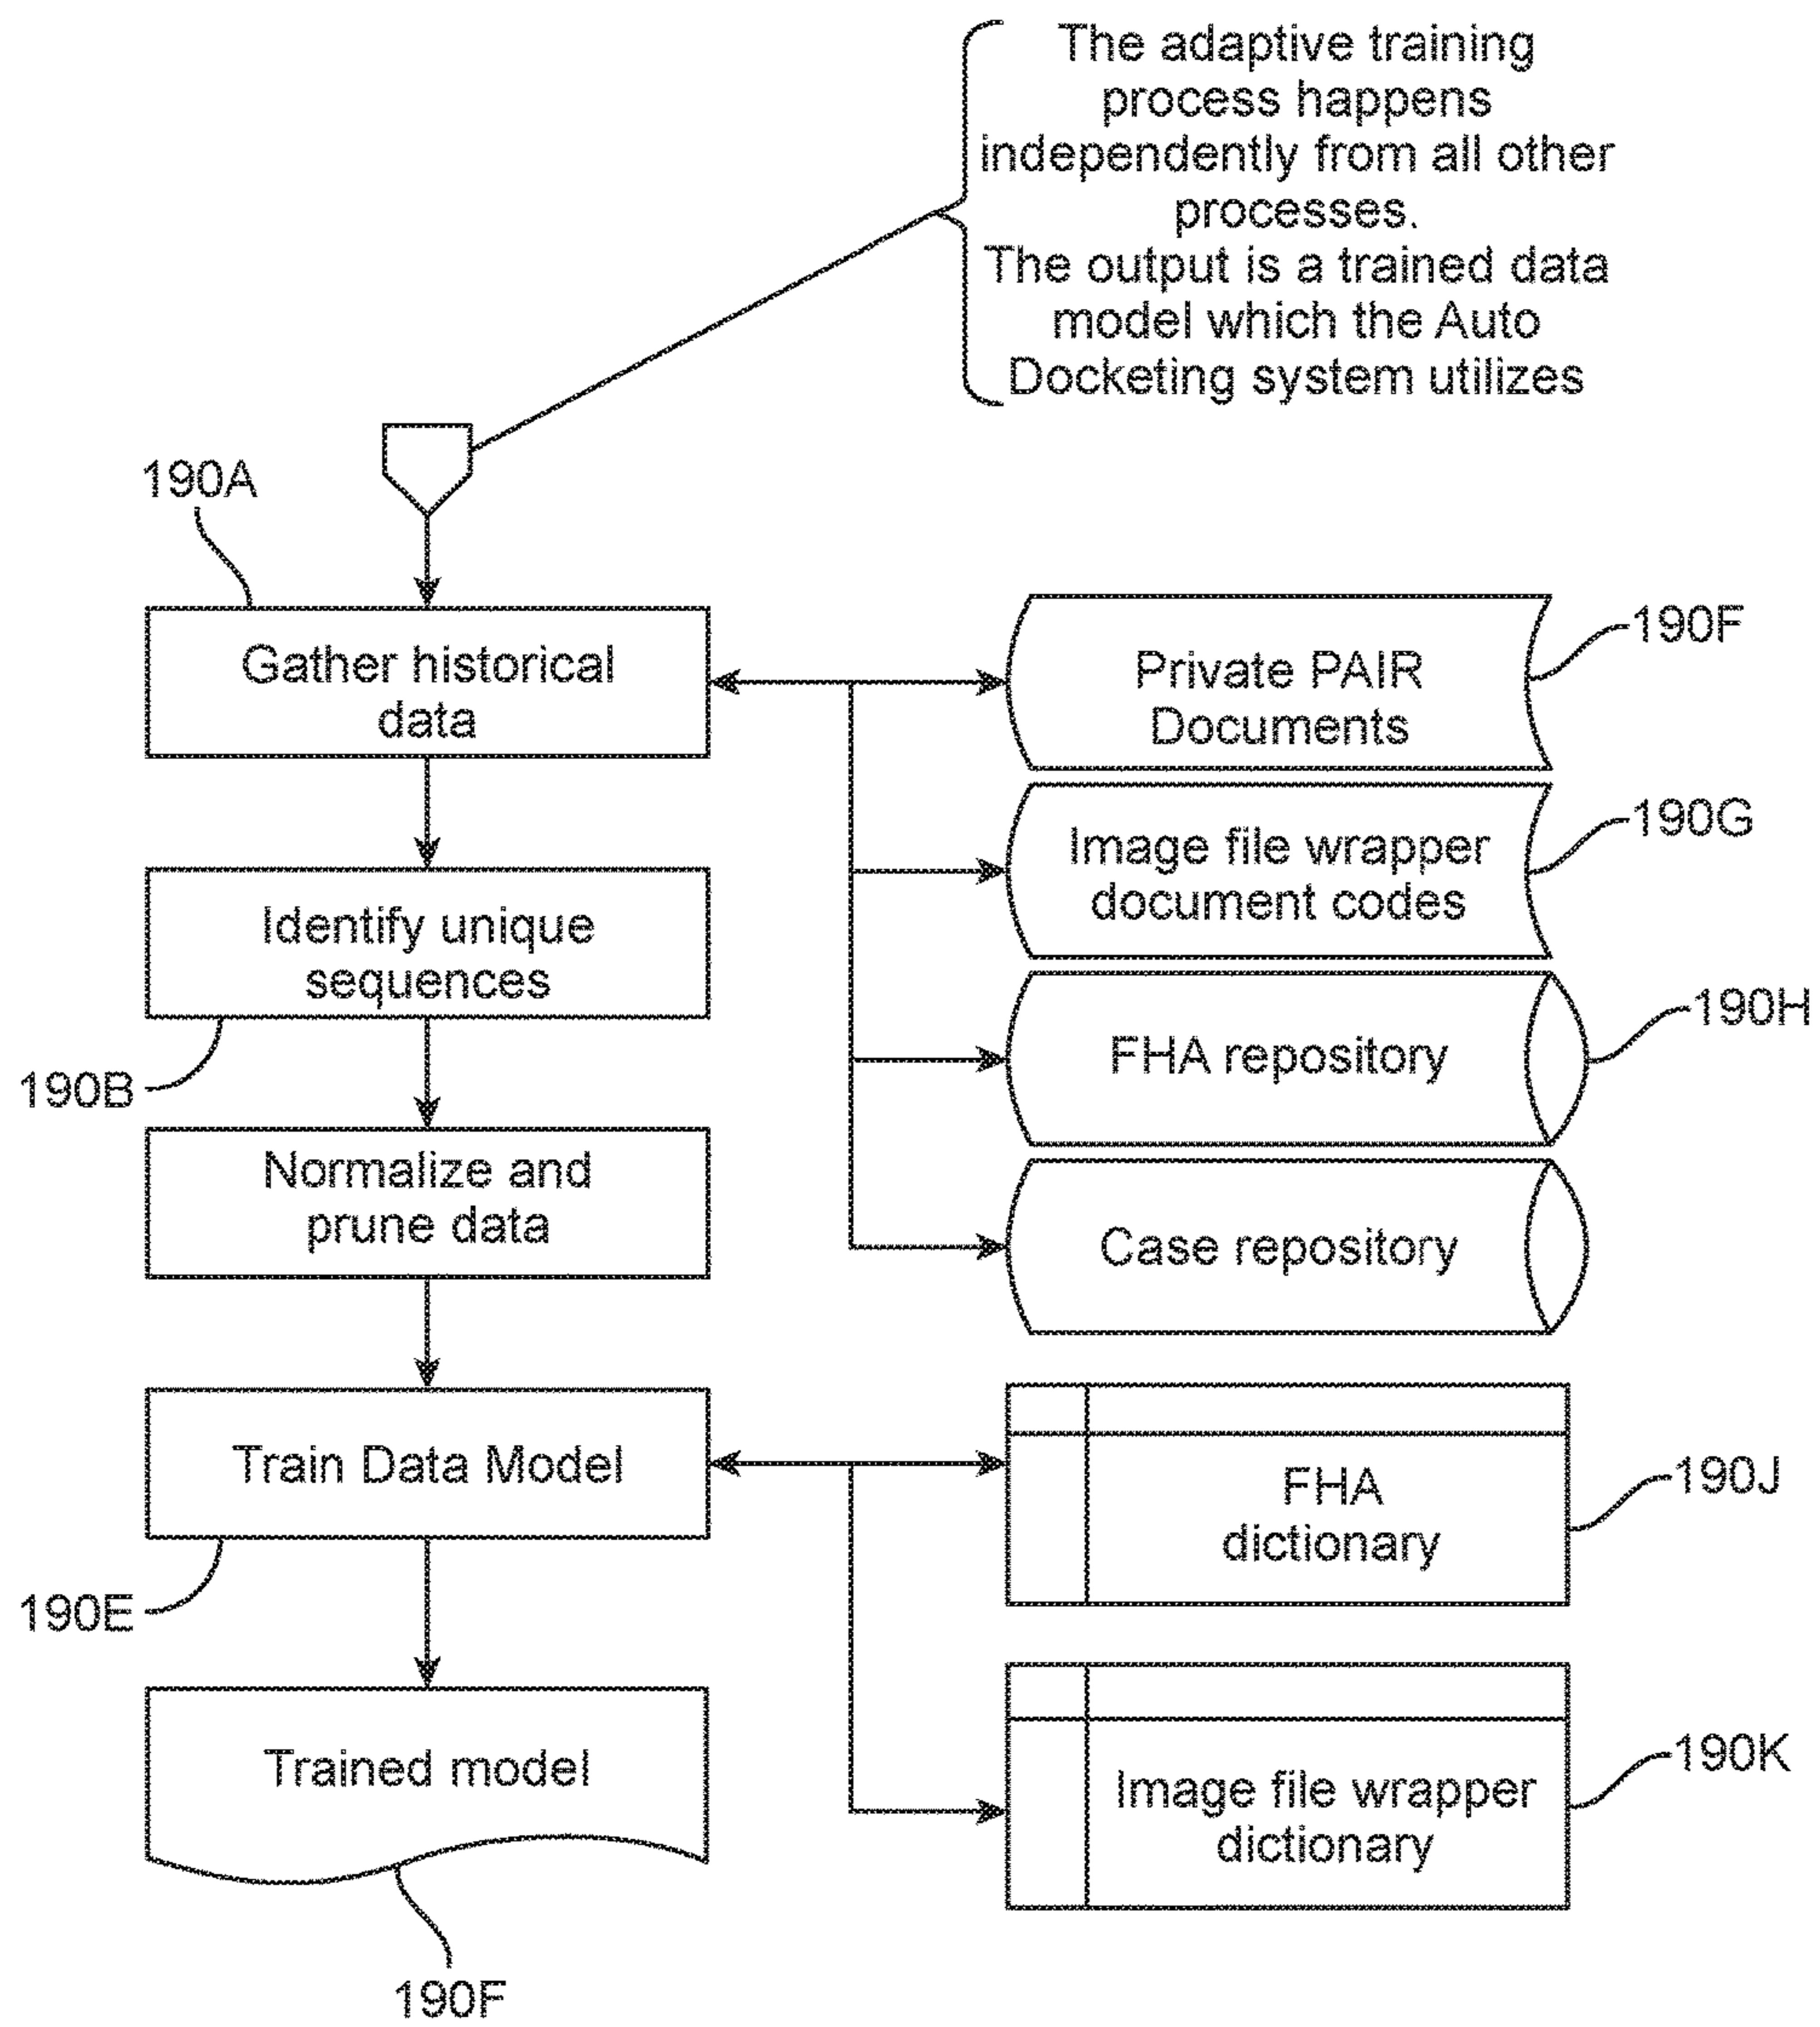 The adaptive training
process happens
independently from all other
processes.
The output is a trained data
model which the Auto
Docketing system utilizes
190A
Gather historical
data
Private PAIR
Documents
190F
Image file wrapper
document codes
190G
Identify unique
sequences
190B
FHA repository
190H
Normalize and
prune data
Case repository
Train Data Model
190E
FHA
dictionary
190J
Trained model
190F
Image file wrapper
dictionary
190K